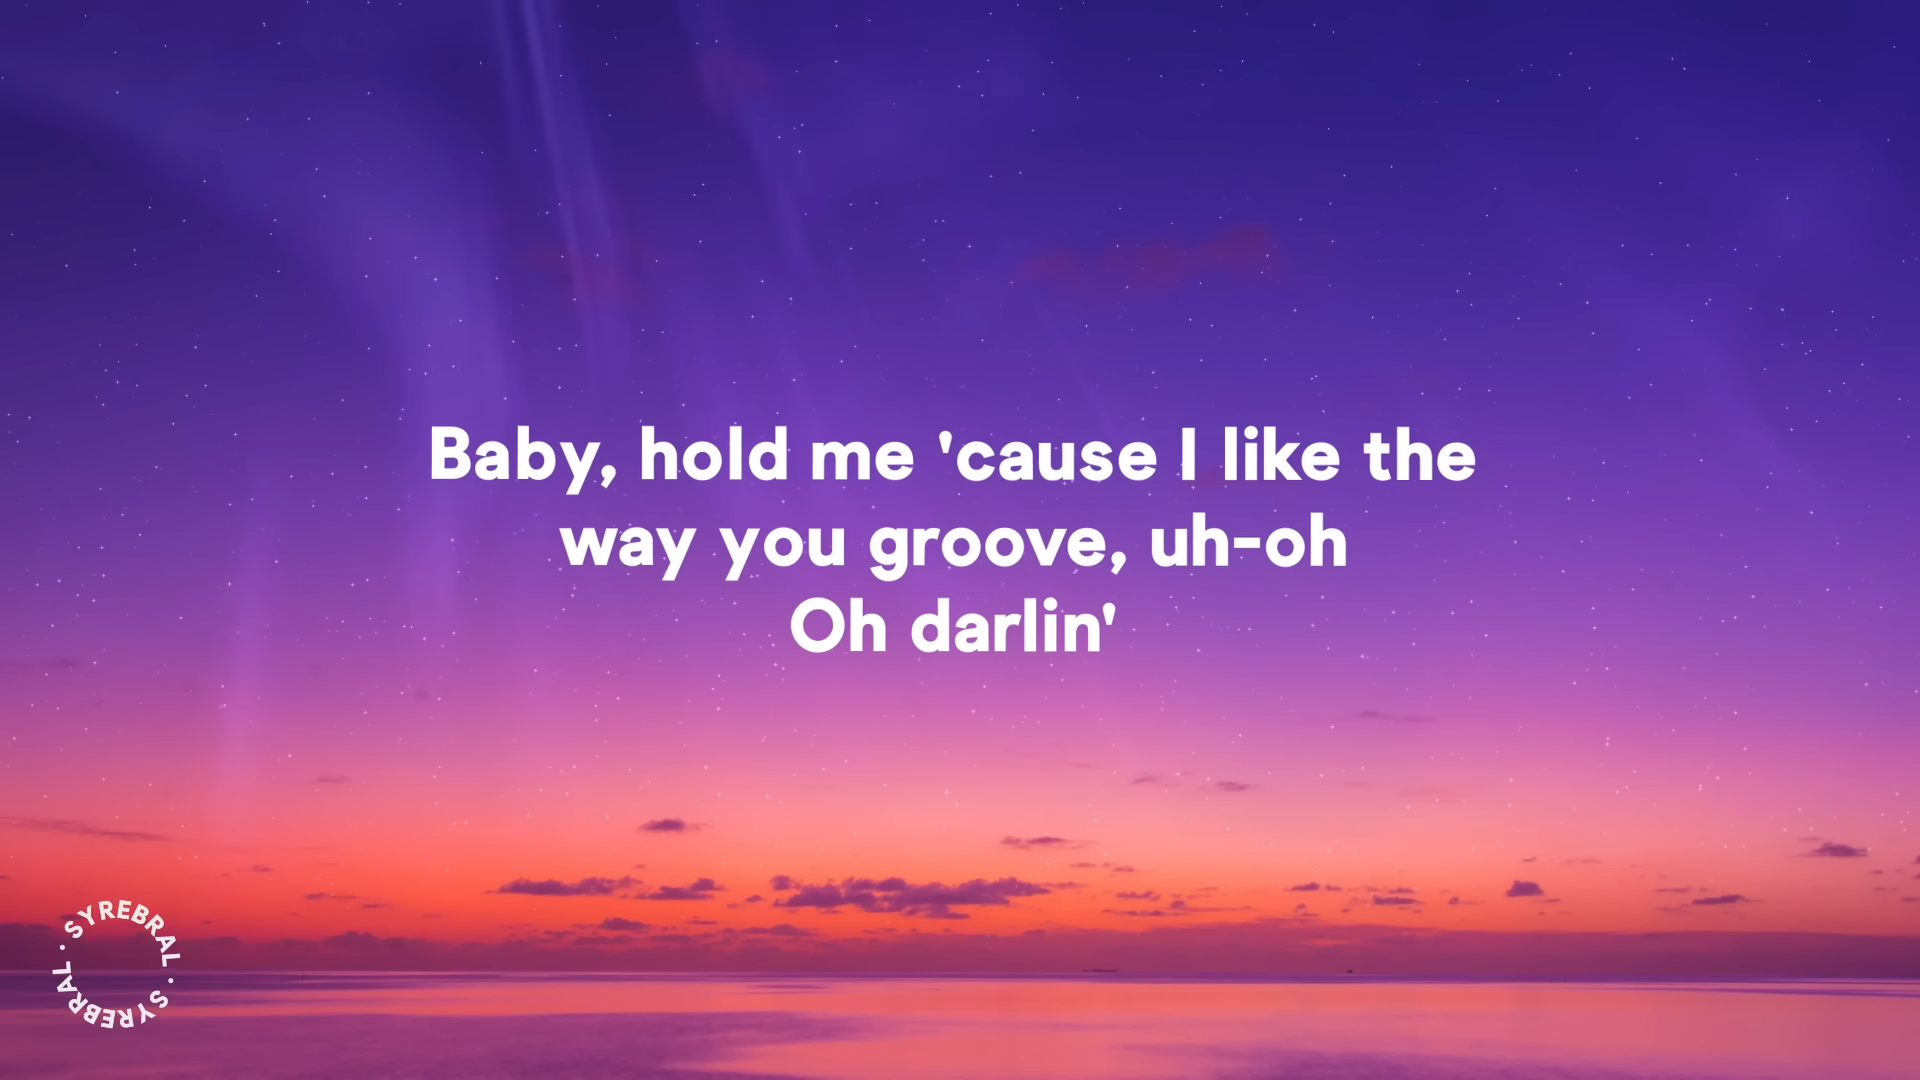 Baby, hold me 'cause I like the
way you groove, uh-oh
Oh darlin'
SYREBRAL · SYREBRAL ·